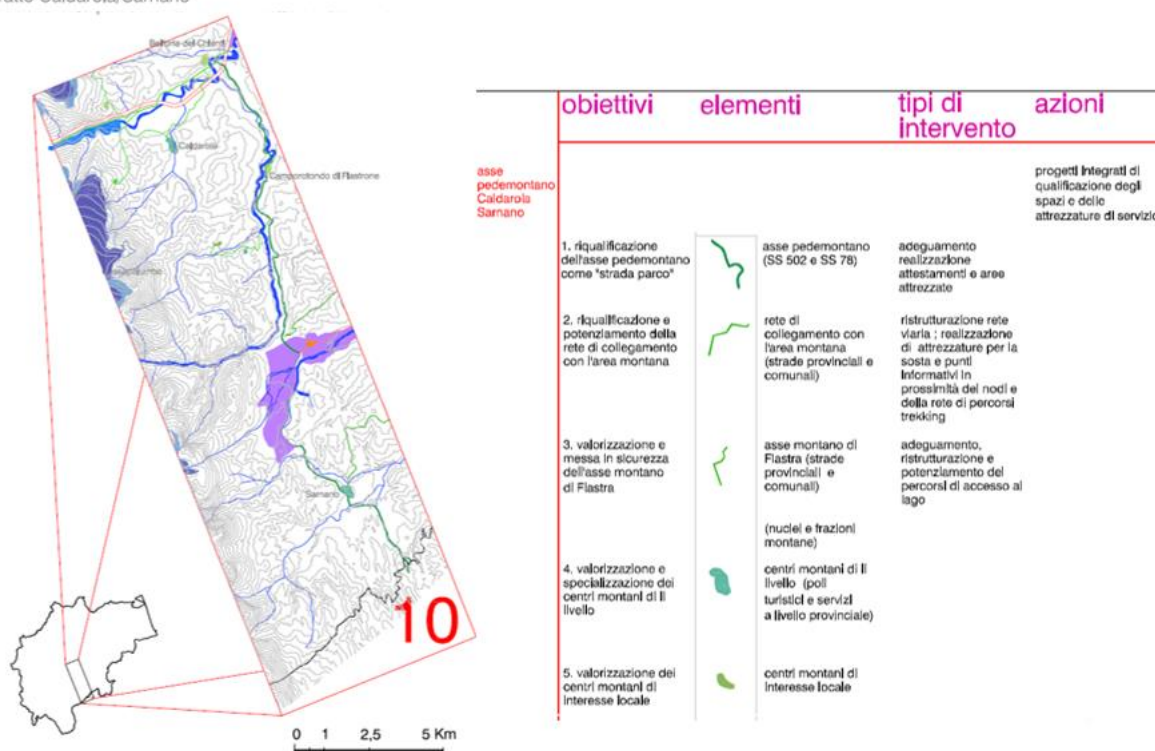 Caldarola/Sarnano
Belforte del Chienti
Caldarola
Camporotondo di Fiastrone
Sarnano
10
0 1 2,5 5 Km
obiettivi
elementi
tipi di
intervento
azioni
asse
pedemontano
Caldarola
Sarnano
progetti integrati di
qualificazione degli
spazi e delle
attrezzature di servizio
1. riqualificazione
dell'asse pedemontano
come "strada parco"
asse pedemontano
(SS 502 e SS 78)
adeguamento
realizzazione
attestamenti e aree
attrezzate
2. riqualificazione e
potenziamento della
rete di collegamento
con l'area montana
rete di
collegamento con
l'area montana
(strade provinciali e
comunali)
ristrutturazione rete
viaria ; realizzazione
di attrezzature per la
sosta e punti
informativi in
prossimità dei nodi e
della rete di percorsi
trekking
3. valorizzazione e
messa in sicurezza
dell'asse montano
di Fiastra
asse montano di
Fiastra (strade
provinciali e
comunali)
adeguamento,
ristrutturazione e
potenziamento dei
percorsi di accesso al
lago
(nuclei e frazioni
montane)
4. valorizzazione e
specializzazione dei
centri montani di II
livello
centri montani di II
livello (poli
turistici e servizi
a livello provinciale)
5. valorizzazione dei
centri montani di
interesse locale
centri montani di
interesse locale